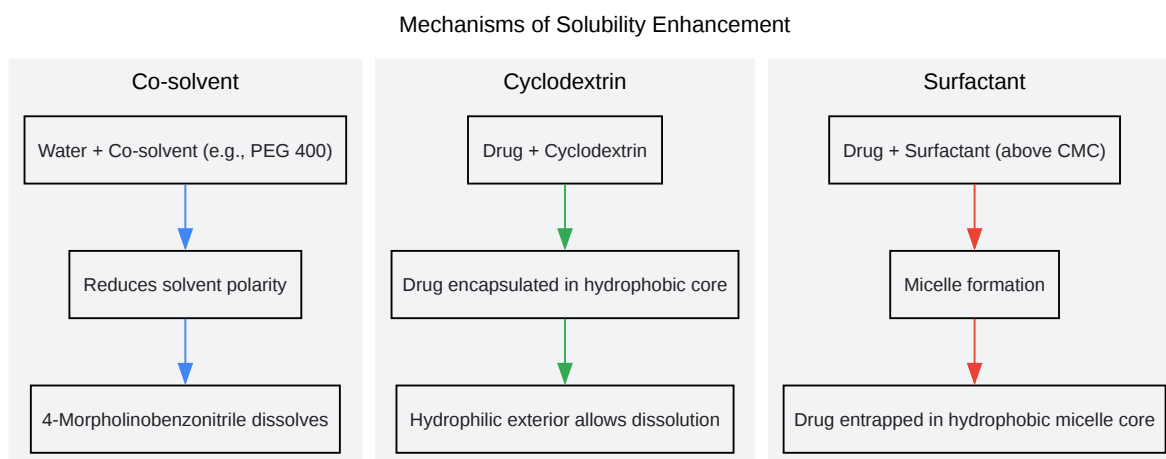 Mechanisms of Solubility Enhancement
Co-solvent
Water + Co-solvent (e.g., PEG 400)
Reduces solvent polarity
4-Morpholinobenzonitrile dissolves
Cyclodextrin
Drug + Cyclodextrin
Drug encapsulated in hydrophobic core
Hydrophilic exterior allows dissolution
Surfactant
Drug + Surfactant (above CMC)
Micelle formation
Drug entrapped in hydrophobic micelle core